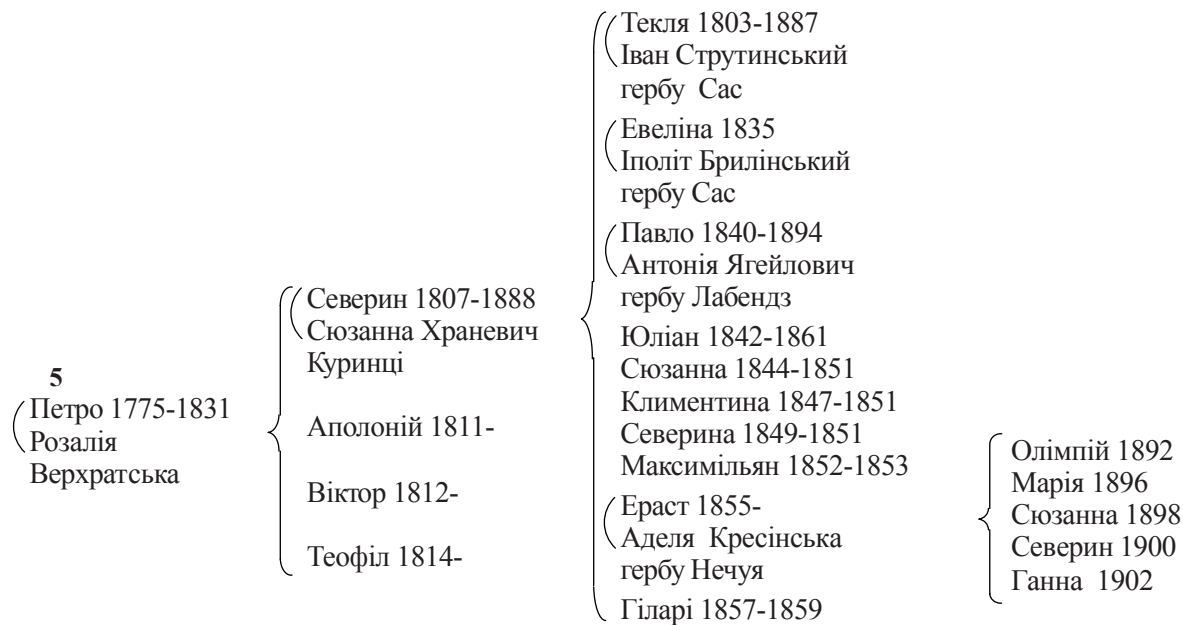 5
Петро 1775-1831
Розалія
Верхратська
Северин 1807-1888
Сюзанна Храневич
Куринці
Аполоній 1811-
Віктор 1812-
Теофіл 1814-
Текля 1803-1887
Іван Струтинський
гербу Сас
Евеліна 1835
Іполіт Брилінський
гербу Сас
Павло 1840-1894
Антонія Ягейлович
гербу Лабендз
Юліан 1842-1861
Сюзанна 1844-1851
Климентина 1847-1851
Северина 1849-1851
Максимільян 1852-1853
Ераст 1855-
Аделя Кресінська
гербу Нечуя
Гіларі 1857-1859
Олімпій 1892
Марія 1896
Сюзанна 1898
Северин 1900
Ганна 1902